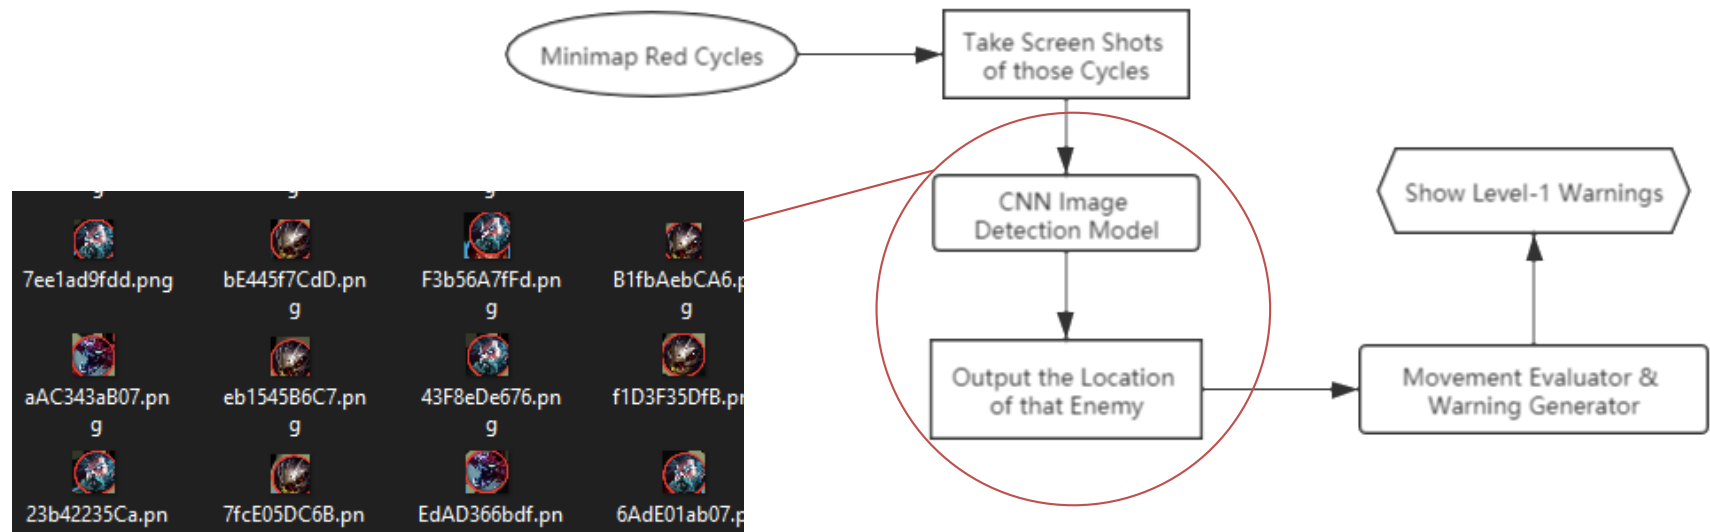 Minimap Red Cycles
Take Screen Shots
of those Cycles
CNN Image
Detection Model
Show Level-1 Warnings
Output the Location
of that Enemy
Movement Evaluator &
Warning Generator
g
g
7ee1ad9fdd.png
bE445f7CdD.pn
g
F3b56A7fFd.pn
g
B1fbAebCA6.p
g
aAC343aB07.pn
g
eb1545B6C7.pn
g
43F8eDe676.pn
g
f1D3F35DfB.pn
23b42235Ca.pn
7fcE05DC6B.pn
EdAD366bdf.pn
6AdE01ab07.p